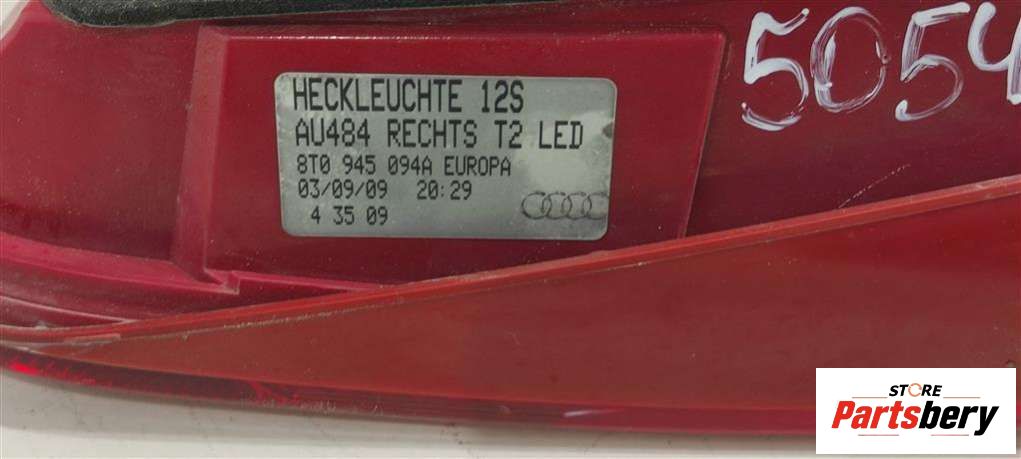 HECKLEUCHTE 12S
AU484 RECHTS T2 LED
8T0 945 094A EUROPA
03/09/09 20:29
4 35 09
5054
STORE
Partsbery